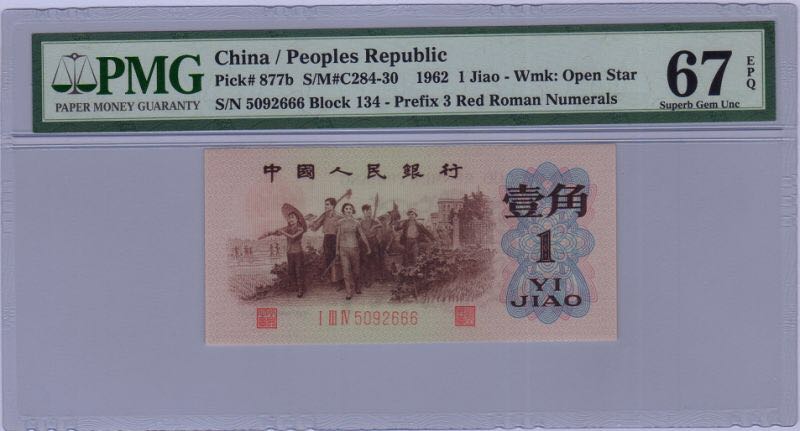 PMG
PAPER MONEY GUARANTY
China / Peoples Republic
Pick# 877b S/M#C284-30 1962 1 Jiao - Wmk: Open Star
S/N 5092666 Block 134 - Prefix 3 Red Roman Numerals
67
EPQ
Superb Gem Unc
中國人民銀行
壹角
1
YI
JIAO
I III IV 5092666